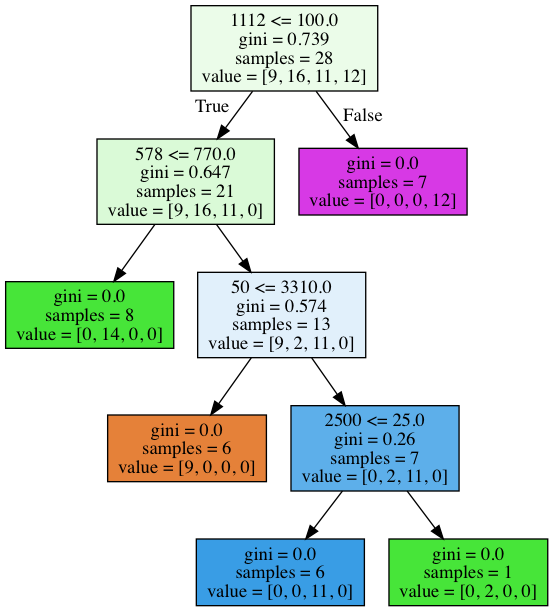 1112 <= 100.0
gini = 0.739
samples = 28
value = [9, 16, 11, 12]
True
False
578 <= 770.0
gini = 0.647
samples = 21
value = [9, 16, 11, 0]
gini = 0.0
samples = 7
value = [0, 0, 0, 12]
gini = 0.0
samples = 8
value = [0, 14, 0, 0]
50 <= 3310.0
gini = 0.574
samples = 13
value = [9, 2, 11, 0]
gini = 0.0
samples = 6
value = [9, 0, 0, 0]
2500 <= 25.0
gini = 0.26
samples = 7
value = [0, 2, 11, 0]
gini = 0.0
samples = 6
value = [0, 0, 11, 0]
gini = 0.0
samples = 1
value = [0, 2, 0, 0]